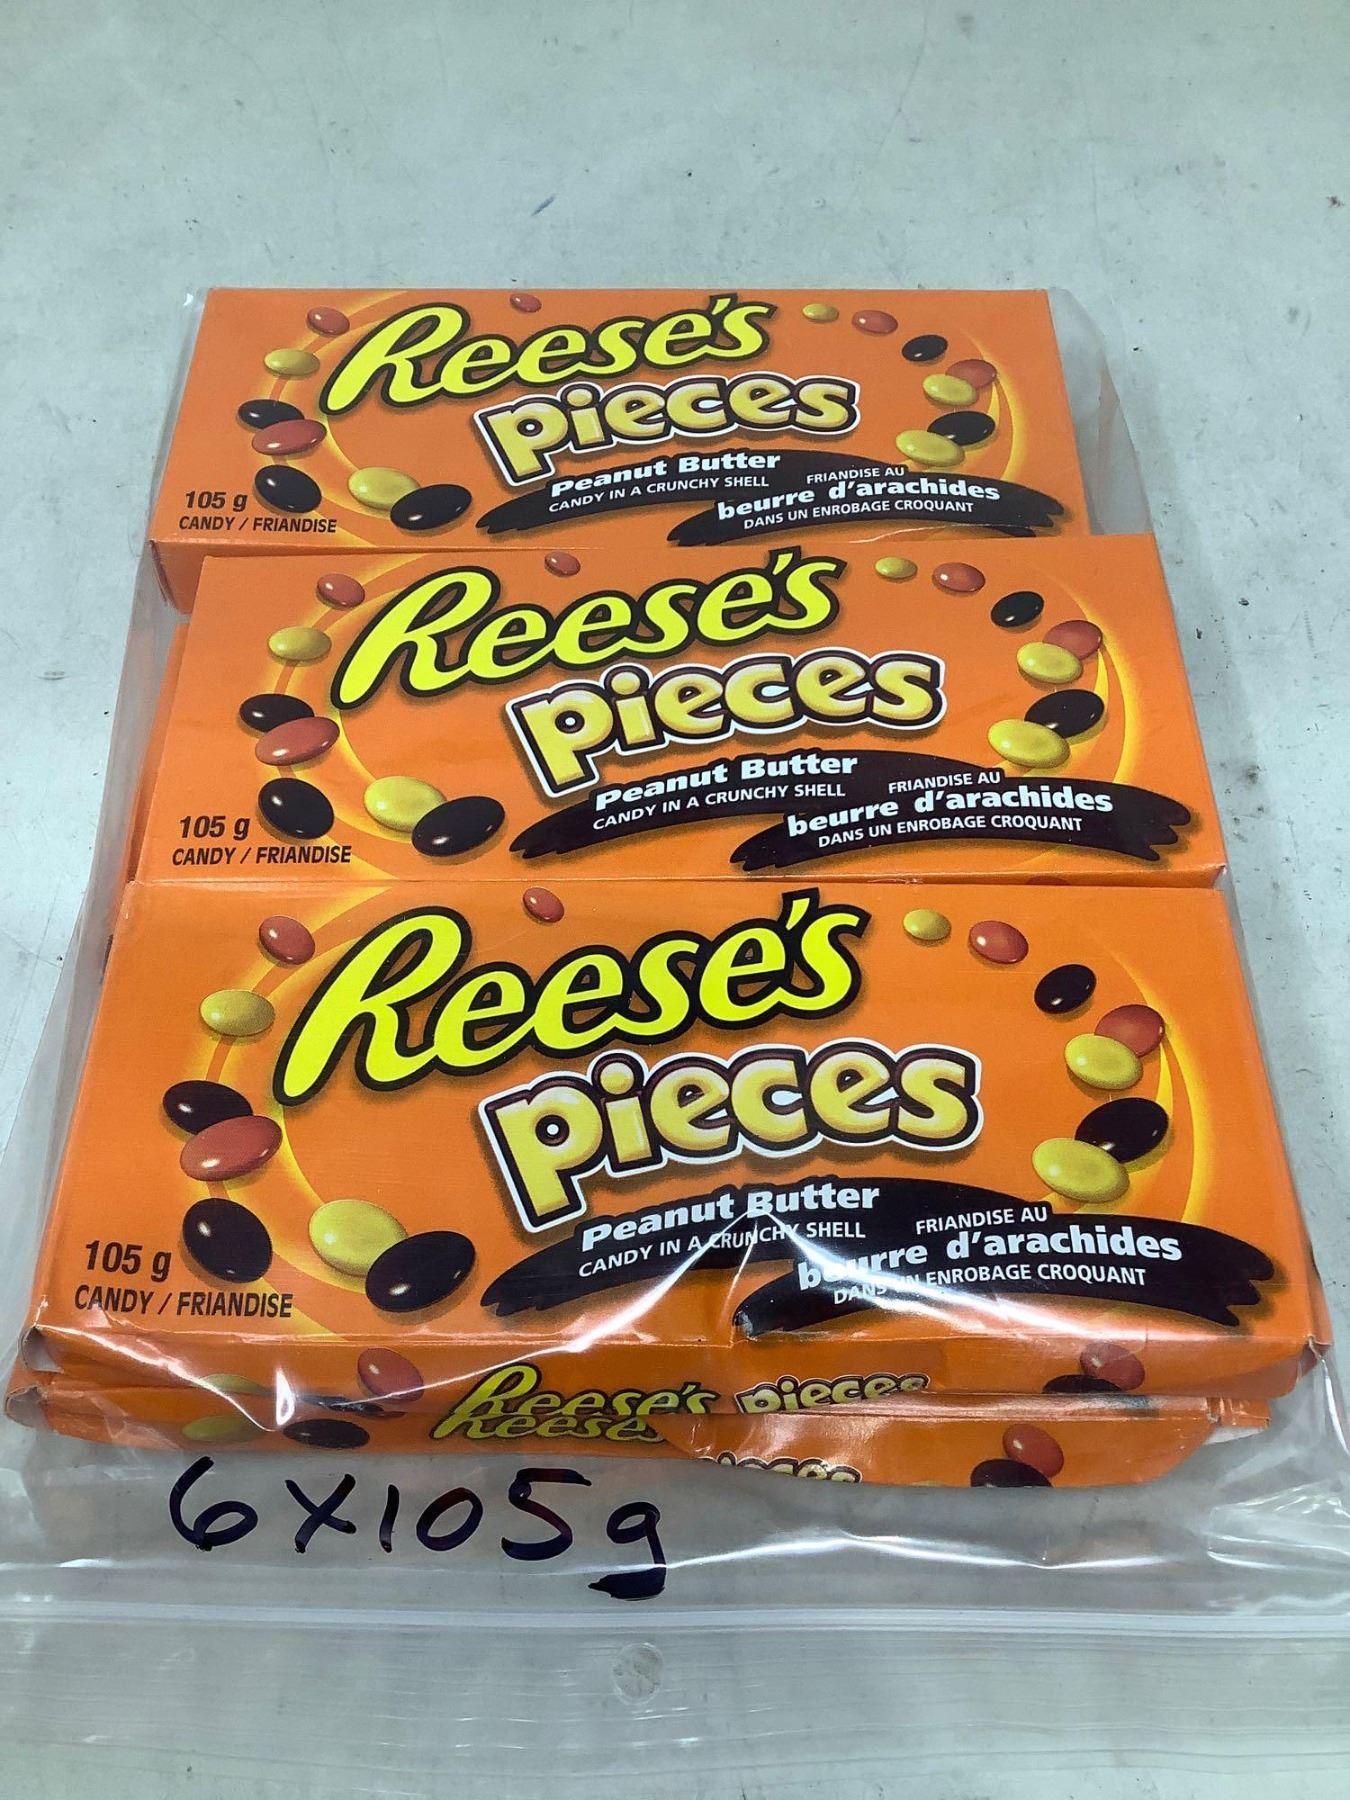 Reese's
pieces
Peanut Butter
CANDY IN A CRUNCHY SHELL
FRIANDISE AU
beurre d'arachides
DANS UN ENROBAGE CROQUANT
105 g
CANDY / FRIANDISE
Reese's
pieces
Peanut Butter
CANDY IN A CRUNCHY SHELL
FRIANDISE AU
beurre d'arachides
DANS UN ENROBAGE CROQUANT
105 g
CANDY / FRIANDISE
Reese's
pieces
Peanut Butter
CANDY IN A CRUNCHY SHELL
FRIANDISE AU
beurre d'arachides
DANS UN ENROBAGE CROQUANT
105 g
CANDY / FRIANDISE
Reese's pieces
Reese's pieces
6X105g